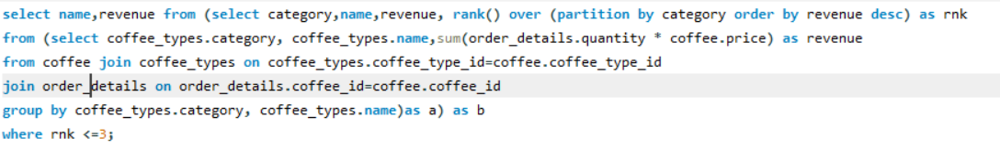 select name,revenue from (select category,name,revenue, rank() over (partition by category order by revenue desc) as rnk
from (select coffee_types.category, coffee_types.name,sum(order_details.quantity * coffee.price) as revenue
from coffee join coffee_types on coffee_types.coffee_type_id=coffee.coffee_type_id
join order_details on order_details.coffee_id=coffee.coffee_id
group by coffee_types.category, coffee_types.name)as a) as b
where rnk <=3;